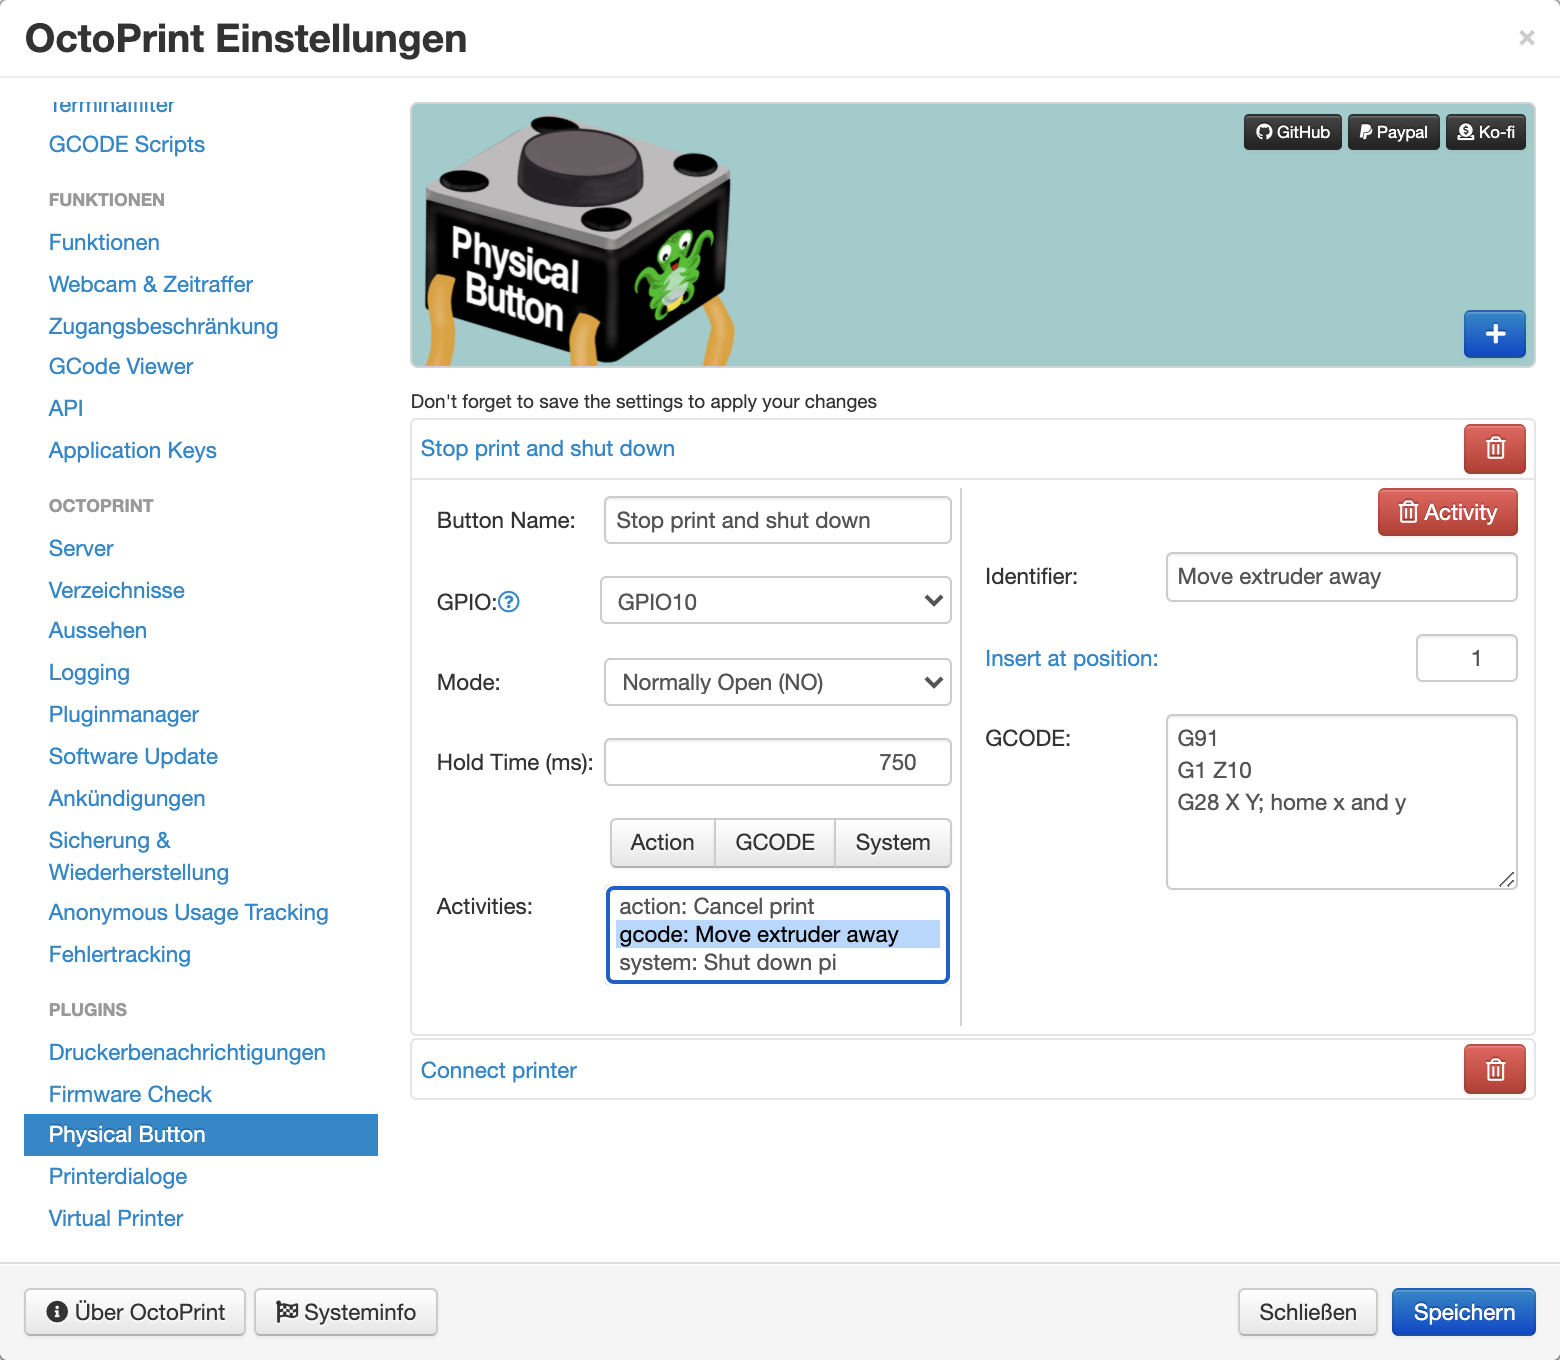 OctoPrint Einstellungen
×
Terminalfilter
GCODE Scripts
FUNKTIONEN
Funktionen
Webcam & Zeitraffer
Zugangsbeschränkung
GCode Viewer
API
Application Keys
OCTOPRINT
Server
Verzeichnisse
Aussehen
Logging
Pluginmanager
Software Update
Ankündigungen
Sicherung &
Wiederherstellung
Anonymous Usage Tracking
Fehlertracking
PLUGINS
Druckerbenachrichtigungen
Firmware Check
Physical Button
Printerdialoge
Virtual Printer
Physical
Button
GitHub
Paypal
Ko-fi
+
Don't forget to save the settings to apply your changes
Stop print and shut down
Button Name: Stop print and shut down
GPIO: GPIO10
Mode: Normally Open (NO)
Hold Time (ms): 750
Action GCODE System
Activities:
action: Cancel print
gcode: Move extruder away
system: Shut down pi
Activity
Identifier: Move extruder away
Insert at position: 1
GCODE:
G91
G1 Z10
G28 X Y; home x and y
Connect printer
Über OctoPrint
Systeminfo
Schließen
Speichern